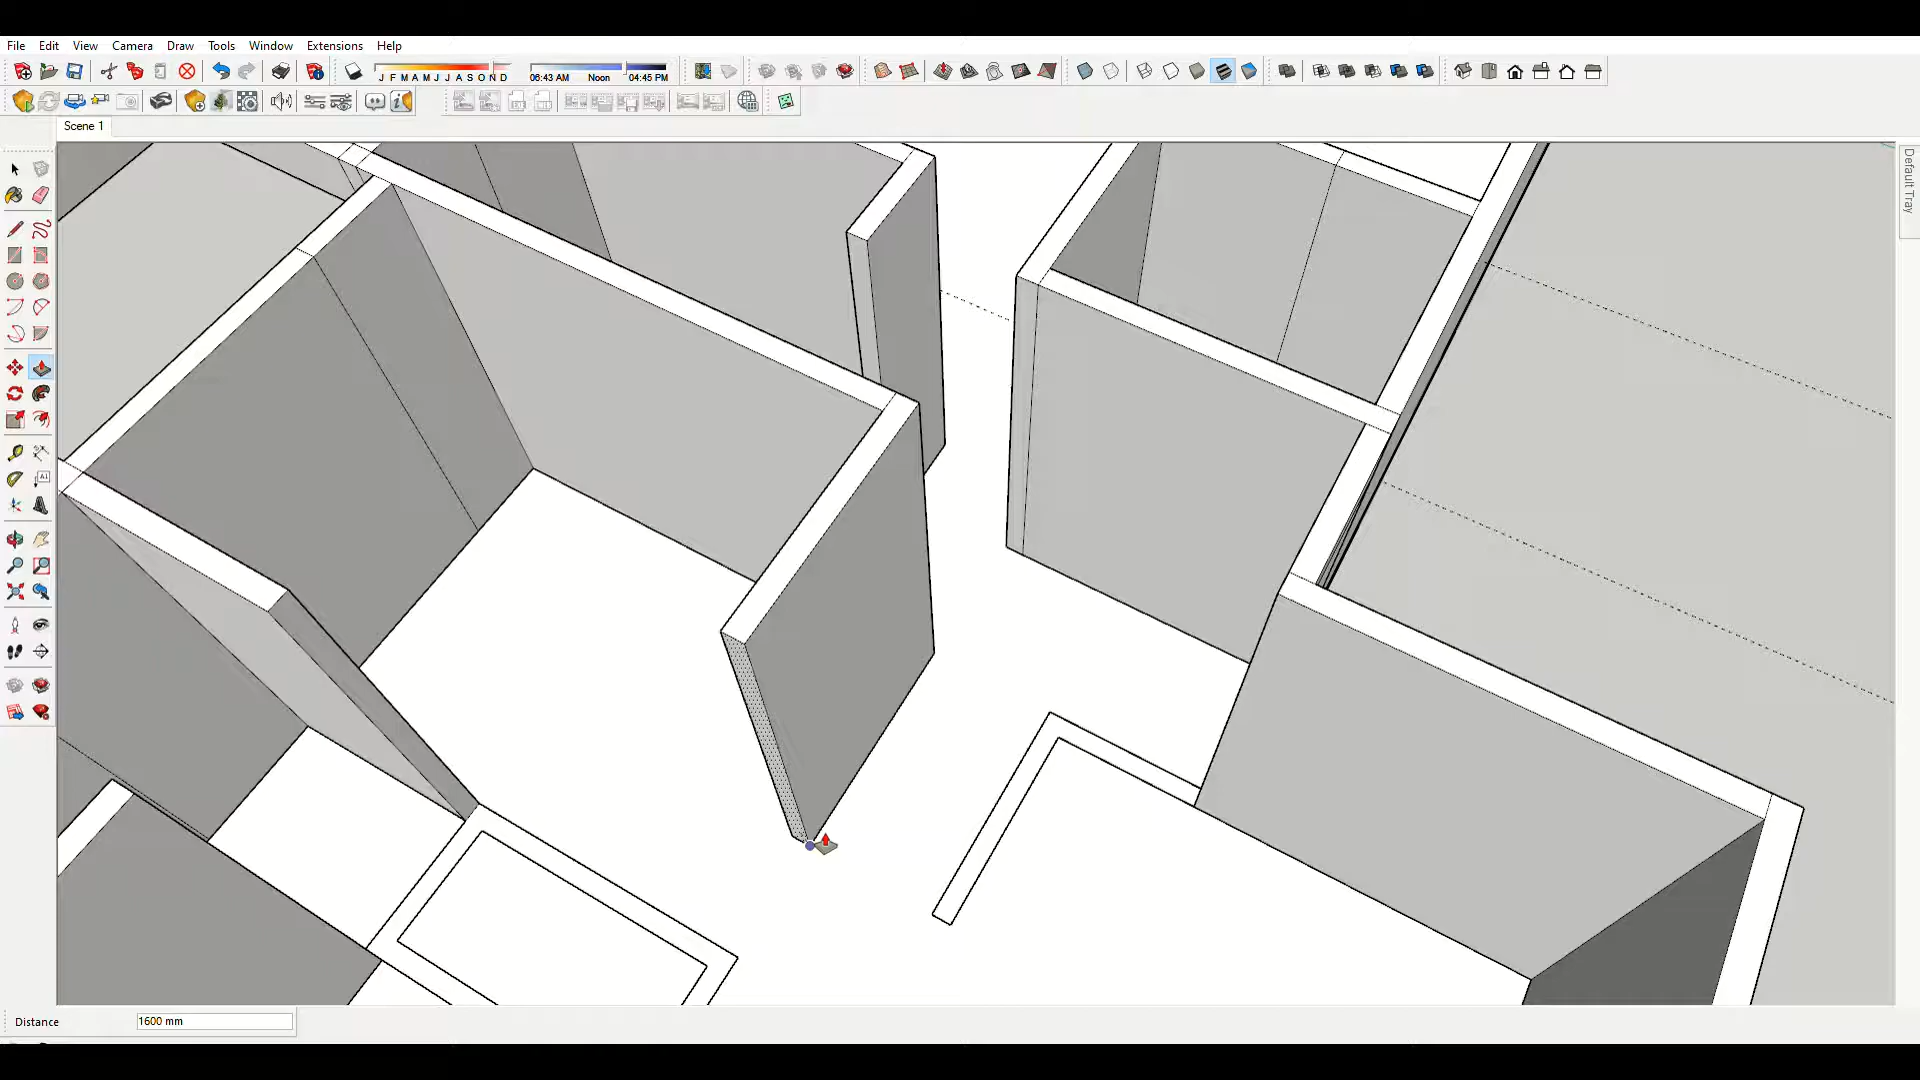 File Edit View Camera Draw Tools Window Extensions Help
J F M A M J J A S O N D 06:43 AM Noon 04:45 PM
Scene 1
Default Tray
A1
Distance 1600 mm